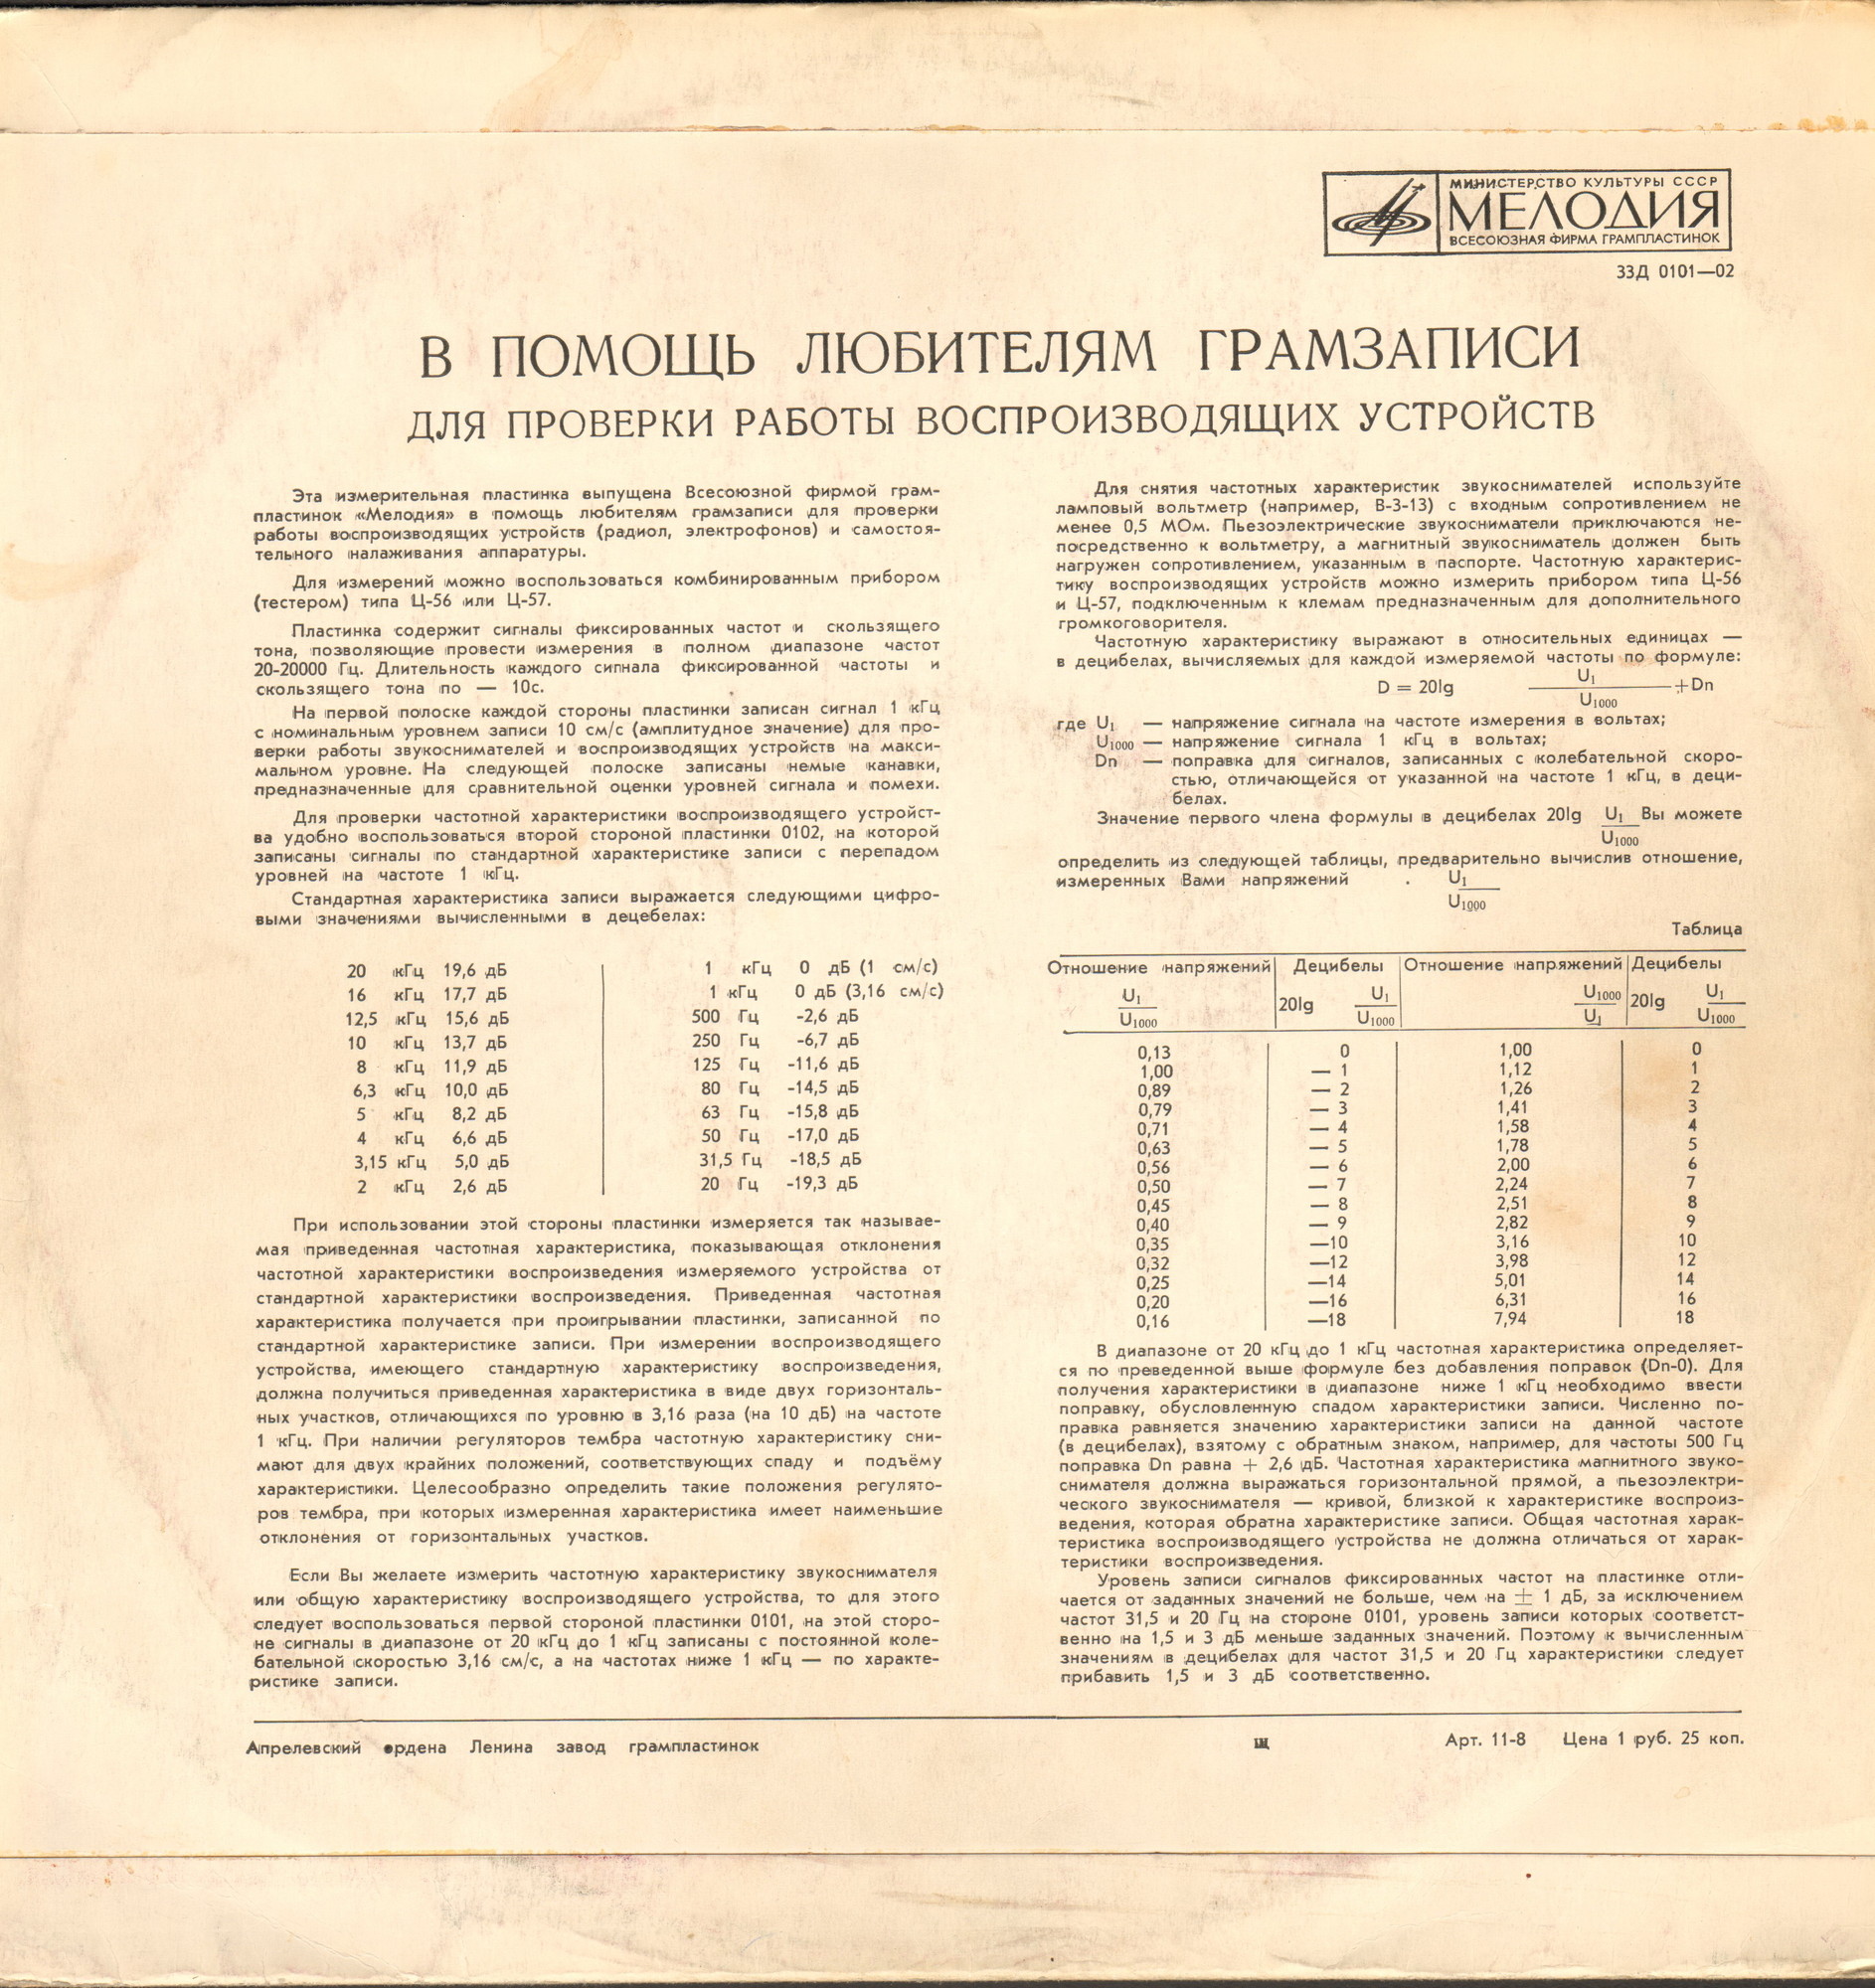 МИНИСТЕРСТВО КУЛЬТУРЫ СССР
МЕЛОДИЯ
ВСЕСОЮЗНАЯ ФИРМА ГРАМПЛАСТИНОК
33Д 0101—02
В ПОМОЩЬ ЛЮБИТЕЛЯМ ГРАМЗАПИСИ
ДЛЯ ПРОВЕРКИ РАБОТЫ ВОСПРОИЗВОДЯЩИХ УСТРОЙСТВ
Эта измерительная пластинка выпущена Всесоюзной фирмой грам-
пластинок «Мелодия» в помощь любителям грамзаписи для проверки
работы воспроизводящих устройств (радиол, электрофонов) и самостоя-
тельного налаживания аппаратуры.
Для измерений можно воспользоваться комбинированным прибором
(тестером) типа Ц-56 или Ц-57.
Пластинка содержит сигналы фиксированных частот и скользящего
тона, позволяющие провести измерения в полном диапазоне частот
20-20000 Гц. Длительность каждого сигнала фиксированной частоты и
скользящего тона по — 10с.
На первой полоске каждой стороны пластинки записан сигнал 1 кГц
с номинальным уровнем записи 10 см/с (амплитудное значение) для про-
верки работы звукоснимателей и воспроизводящих устройств на макси-
мальном уровне. На следующей полоске записаны немые канавки,
предназначенные для сравнительной оценки уровней сигнала и помехи.
Для проверки частотной характеристики воспроизводящего устройст-
ва удобно воспользоваться второй стороной пластинки 0102, на которой
записаны сигналы по стандартной характеристике записи с перепадом
уровней на частоте 1 кГц.
Стандартная характеристика записи выражается следующими цифро-
выми значениями вычисленными в децебелах:
20 кГц 19,6 дБ
16 кГц 17,7 дБ
12,5 кГц 15,6 дБ
10 кГц 13,7 дБ
8 кГц 11,9 дБ
6,3 кГц 10,0 дБ
5 кГц 8,2 дБ
4 кГц 6,6 дБ
3,15 кГц 5,0 дБ
2 кГц 2,6 дБ
1 кГц 0 дБ (1 см/с)
1 кГц 0 дБ (3,16 см/с)
500 Гц -2,6 дБ
250 Гц -6,7 дБ
125 Гц -11,6 дБ
80 Гц -14,5 дБ
63 Гц -15,8 дБ
50 Гц -17,0 дБ
31,5 Гц -18,5 дБ
20 Гц -19,3 дБ
При использовании этой стороны пластинки измеряется так называе-
мая приведенная частотная характеристика, показывающая отклонения
частотной характеристики воспроизведения измеряемого устройства от
стандартной характеристики воспроизведения. Приведенная частотная
характеристика получается при проигрывании пластинки, записанной по
стандартной характеристике записи. При измерении воспроизводящего
устройства, имеющего стандартную характеристику воспроизведения,
должна получиться приведенная характеристика в виде двух горизонталь-
ных участков, отличающихся по уровню в 3,16 раза (на 10 дБ) на частоте
1 кГц. При наличии регуляторов тембра частотную характеристику сни-
мают для двух крайних положений, соответствующих спаду и подъёму
характеристики. Целесообразно определить такие положения регулято-
ров тембра, при которых измеренная характеристика имеет наименьшие
отклонения от горизонтальных участков.
Если Вы желаете измерить частотную характеристику звукоснимателя
или общую характеристику воспроизводящего устройства, то для этого
следует воспользоваться первой стороной пластинки 0101, на этой сторо-
не сигналы в диапазоне от 20 кГц до 1 кГц записаны с постоянной коле-
бательной скоростью 3,16 см/с, а на частотах ниже 1 кГц — по характе-
ристике записи.
Для снятия частотных характеристик звукоснимателей используйте
ламповый вольтметр (например, В-3-13) с входным сопротивлением не
менее 0,5 МОм. Пьезоэлектрические звукосниматели приключаются не-
посредственно к вольтметру, а магнитный звукосниматель должен быть
нагружен сопротивлением, указанным в паспорте. Частотную характерис-
тику воспроизводящих устройств можно измерить прибором типа Ц-56
и Ц-57, подключенным к клемам предназначенным для дополнительного
громкоговорителя.
Частотную характеристику выражают в относительных единицах —
в децибелах, вычисляемых для каждой измеряемой частоты по формуле:
D = 20lg U1 +Dn
U1000
где U1 — напряжение сигнала на частоте измерения в вольтах;
U1000 — напряжение сигнала 1 кГц в вольтах;
Dn — поправка для сигналов, записанных с колебательной скоро-
стью, отличающейся от указанной на частоте 1 кГц, в деци-
белах.
Значение первого члена формулы в децибелах 20lg U1 Вы можете
U1000
определить из следующей таблицы, предварительно вычислив отношение,
измеренных Вами напряжений U1
U1000
Таблица
Отношение напряжений Децибелы Отношение напряжений Децибелы
U1 20lg U1 U1000 20lg U1
U1000 U1000 U1 U1000
0,13 0 1,00 0
1,00 — 1 1,12 1
0,89 — 2 1,26 2
0,79 — 3 1,41 3
0,71 — 4 1,58 4
0,63 — 5 1,78 5
0,56 — 6 2,00 6
0,50 — 7 2,24 7
0,45 — 8 2,51 8
0,40 — 9 2,82 9
0,35 —10 3,16 10
0,32 —12 3,98 12
0,25 —14 5,01 14
0,20 —16 6,31 16
0,16 —18 7,94 18
В диапазоне от 20 кГц до 1 кГц частотная характеристика определяет-
ся по преведенной выше формуле без добавления поправок (Dn-0). Для
получения характеристики в диапазоне ниже 1 кГц необходимо ввести
поправку, обусловленную спадом характеристики записи. Численно по-
правка равняется значению характеристики записи на данной частоте
(в децибелах), взятому с обратным знаком, например, для частоты 500 Гц
поправка Dn равна + 2,6 дБ. Частотная характеристика магнитного звуко-
снимателя должна выражаться горизонтальной прямой, а пьезоэлектри-
ческого звукоснимателя — кривой, близкой к характеристике воспроиз-
ведения, которая обратна характеристике записи. Общая частотная харак-
теристика воспроизводящего устройства не должна отличаться от харак-
теристики воспроизведения.
Уровень записи сигналов фиксированных частот на пластинке отли-
чается от заданных значений не больше, чем на ± 1 дБ, за исключением
частот 31,5 и 20 Гц на стороне 0101, уровень записи которых соответст-
венно на 1,5 и 3 дБ меньше заданных значений. Поэтому к вычисленным
значениям в децибелах для частот 31,5 и 20 Гц характеристики следует
прибавить 1,5 и 3 дБ соответственно.
Апрелевский ордена Ленина завод грампластинок
Арт. 11-8 Цена 1 руб. 25 коп.